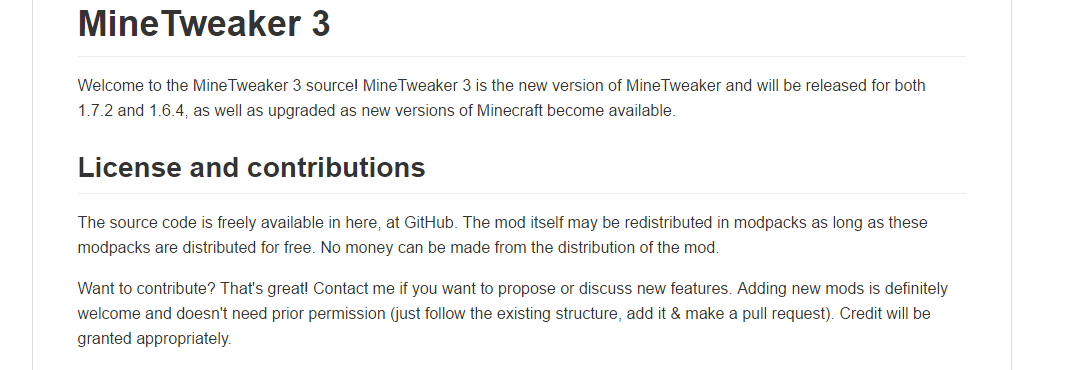 MineTweaker 3
Welcome to the MineTweaker 3 source! MineTweaker 3 is the new version of MineTweaker and will be released for both
1.7.2 and 1.6.4, as well as upgraded as new versions of Minecraft become available.
License and contributions
The source code is freely available in here, at GitHub. The mod itself may be redistributed in modpacks as long as these
modpacks are distributed for free. No money can be made from the distribution of the mod.
Want to contribute? That's great! Contact me if you want to propose or discuss new features. Adding new mods is definitely
welcome and doesn't need prior permission (just follow the existing structure, add it & make a pull request). Credit will be
granted appropriately.